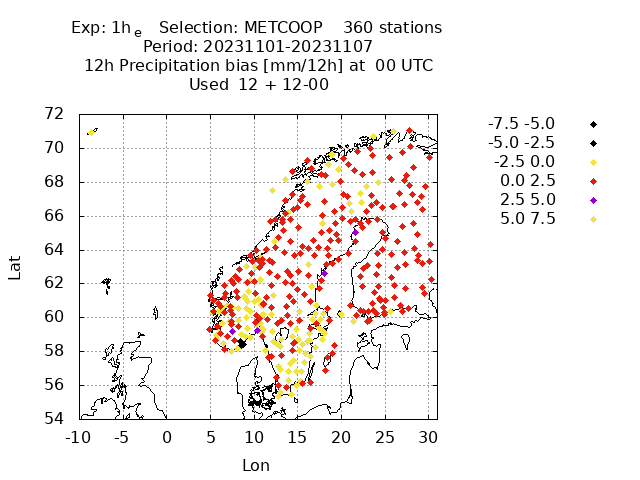 Exp: 1h e Selection: METCOOP 360 stations
Period: 20231101-20231107
12h Precipitation bias [mm/12h] at 00 UTC
Used 12 + 12-00
72
70
68
66
64
62
60
58
56
54
Lat
-10 -5 0 5 10 15 20 25 30
Lon
-7.5 -5.0
-5.0 -2.5
-2.5 0.0
0.0 2.5
2.5 5.0
5.0 7.5